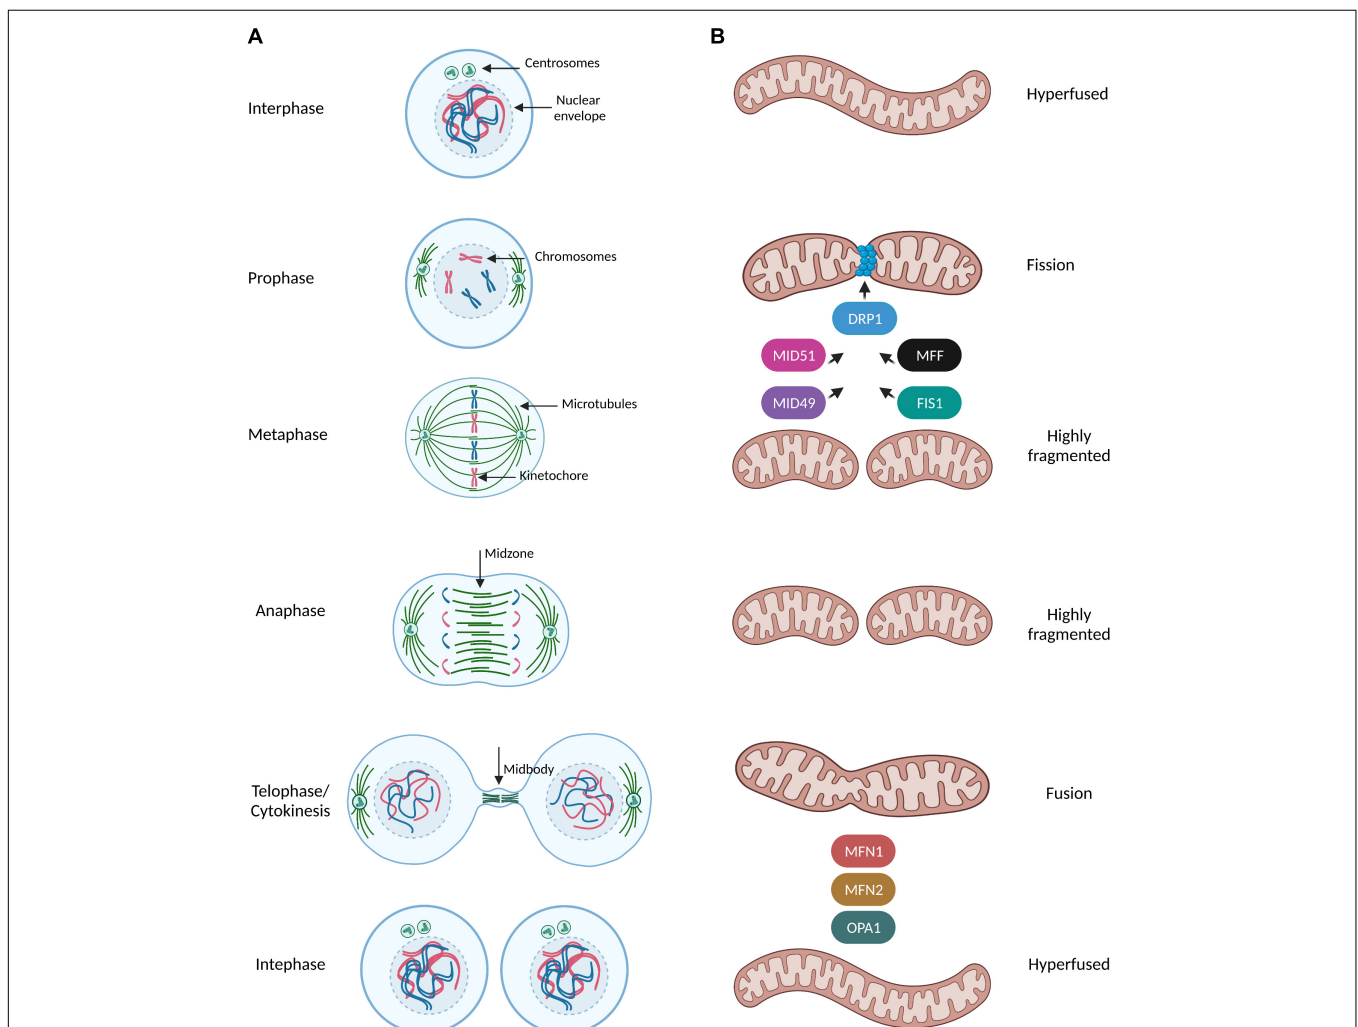 A
B
Centrosomes
Interphase
Nuclear
envelope
Hyperfused
Chromosomes
Prophase
Fission
DRP1
MID51
MFF
MID49
FIS1
Microtubules
Metaphase
Kinetochore
Highly
fragmented
Midzone
Anaphase
Highly
fragmented
Midbody
Telophase/
Cytokinesis
Fusion
MFN1
MFN2
OPA1
Intephase
Hyperfused